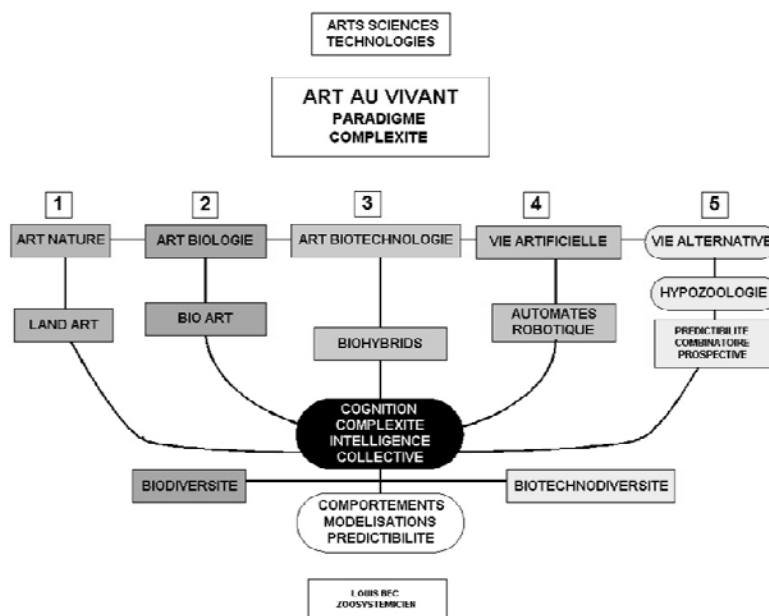 ARTS SCIENCES
TECHNOLOGIES
ART AU VIVANT
PARADIGME
COMPLEXITE
1
2
3
4
5
ART NATURE
ART BIOLOGIE
ART BIOTECHNOLOGIE
VIE ARTIFICIELLE
VIE ALTERNATIVE
HYPOZOOLOGIE
LAND ART
BIO ART
BIOHYBRIDS
AUTOMATES
ROBOTIQUE
PREDICTIBILITE
COMBINATOIRE
PROSPECTIVE
COGNITION
COMPLEXITE
INTELLIGENCE
COLLECTIVE
BIODIVERSITE
BIOTECHNODIVERSITE
COMPORTEMENTS
MODELISATIONS
PREDICTIBILITE
LOUIS BEC
ZOOSYSTEMICIEN